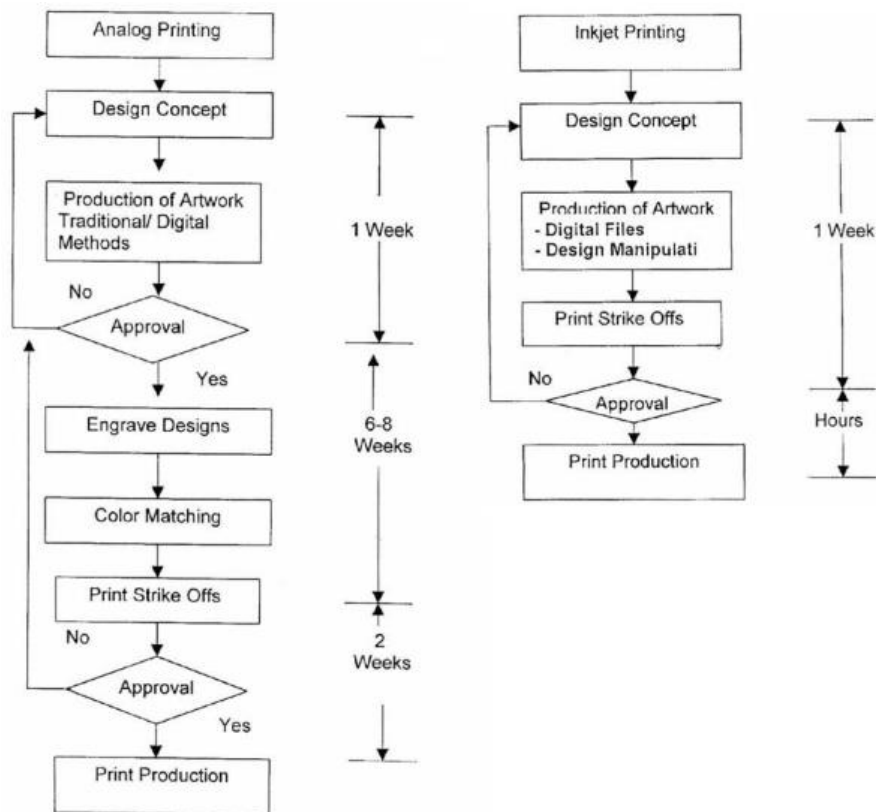 Analog Printing
Design Concept
Production of Artwork
Traditional/ Digital
Methods
No
Approval
Yes
Engrave Designs
Color Matching
Print Strike Offs
No
Approval
Yes
Print Production
1 Week
6-8
Weeks
2
Weeks
Inkjet Printing
Design Concept
Production of Artwork
- Digital Files
- Design Manipulati
Print Strike Offs
No
Approval
Print Production
1 Week
Hours